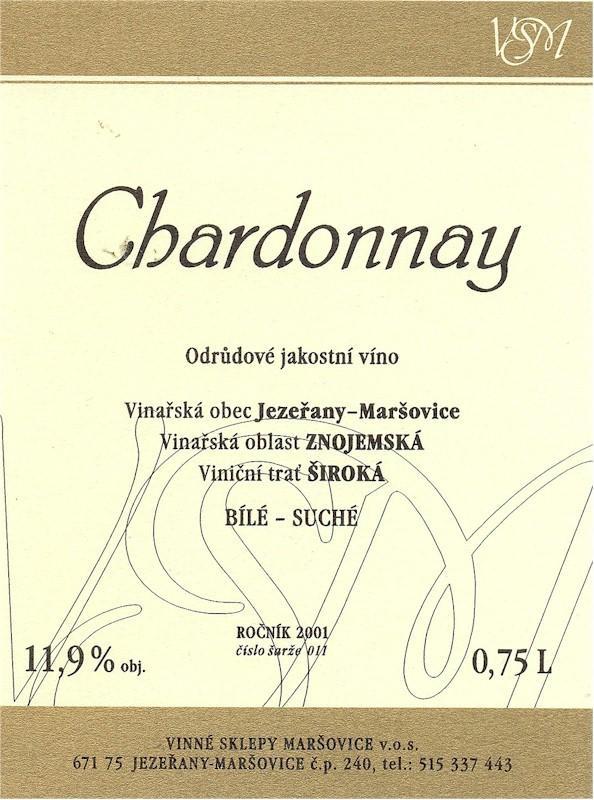 VSM
Chardonnay
Odrůdové jakostní víno
Vinařská obec Jezeřany-Maršovice
Vinařská oblast ZNOJEMSKÁ
Viniční trať ŠIROKÁ
BÍLÉ - SUCHÉ
ROČNÍK 2001
číslo šarže 011
11,9% obj.
0,75 L
VINNÉ SKLEPY MARŠOVICE v.o.s.
671 75 JEZEŘANY-MARŠOVICE č.p. 240, tel.: 515 337 443